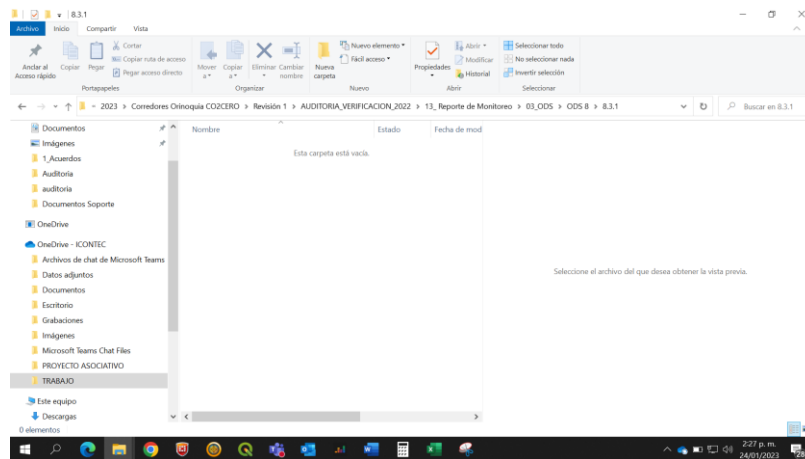 8.3.1
Archivo Inicio Compartir Vista
Anclar al Acceso rápido
Copiar
Pegar
Cortar
Copiar ruta de acceso
Pegar acceso directo
Portapapeles
Mover a
Copiar a
Eliminar
Cambiar nombre
Organizar
Nueva carpeta
Nuevo elemento
Fácil acceso
Nuevo
Propiedades
Abrir
Modificar
Historial
Abrir
Seleccionar todo
No seleccionar nada
Invertir selección
Seleccionar
2023 > Corredores Orinoquia CO2CERO > Revisión 1 > AUDITORIA_VERIFICACION_2022 > 13_ Reporte de Monitoreo > 03_ODS > ODS 8 > 8.3.1
Buscar en 8.3.1
Documentos
Imágenes
1_Acuerdos
Auditoria
auditoria
Documentos Soporte
OneDrive
OneDrive - ICONTEC
Archivos de chat de Microsoft Teams
Datos adjuntos
Documentos
Escritorio
Grabaciones
Imágenes
Microsoft Teams Chat Files
PROYECTO ASOCIATIVO
TRABAJO
Este equipo
Descargas
Nombre Estado Fecha de mod
Esta carpeta está vacía.
Seleccione el archivo del que desea obtener la vista previa.
0 elementos
2:27 p. m.
24/01/2023